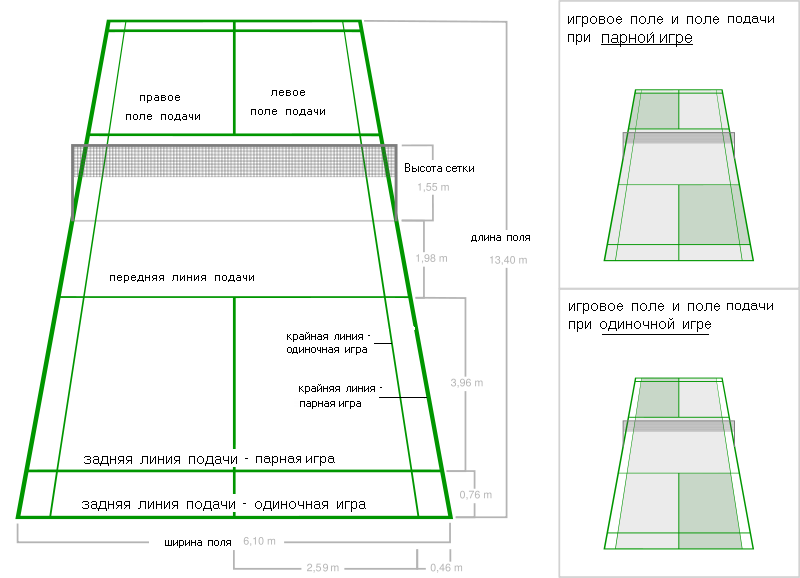 правое
поле подачи
левое
поле подачи
Высота сетки
1,55 m
длина поля
13,40 m
1,98 m
передняя линия подачи
крайная линия -
одиночная игра
3,96 m
крайняя линия -
парная игра
задняя линия подачи - парная игра
0,76 m
задняя линия подачи - одиночная игра
ширина поля 6,10 m
2,59 m
0,46 m
игровое поле и поле подачи
при парной игре
игровое поле и поле подачи
при одиночной игре